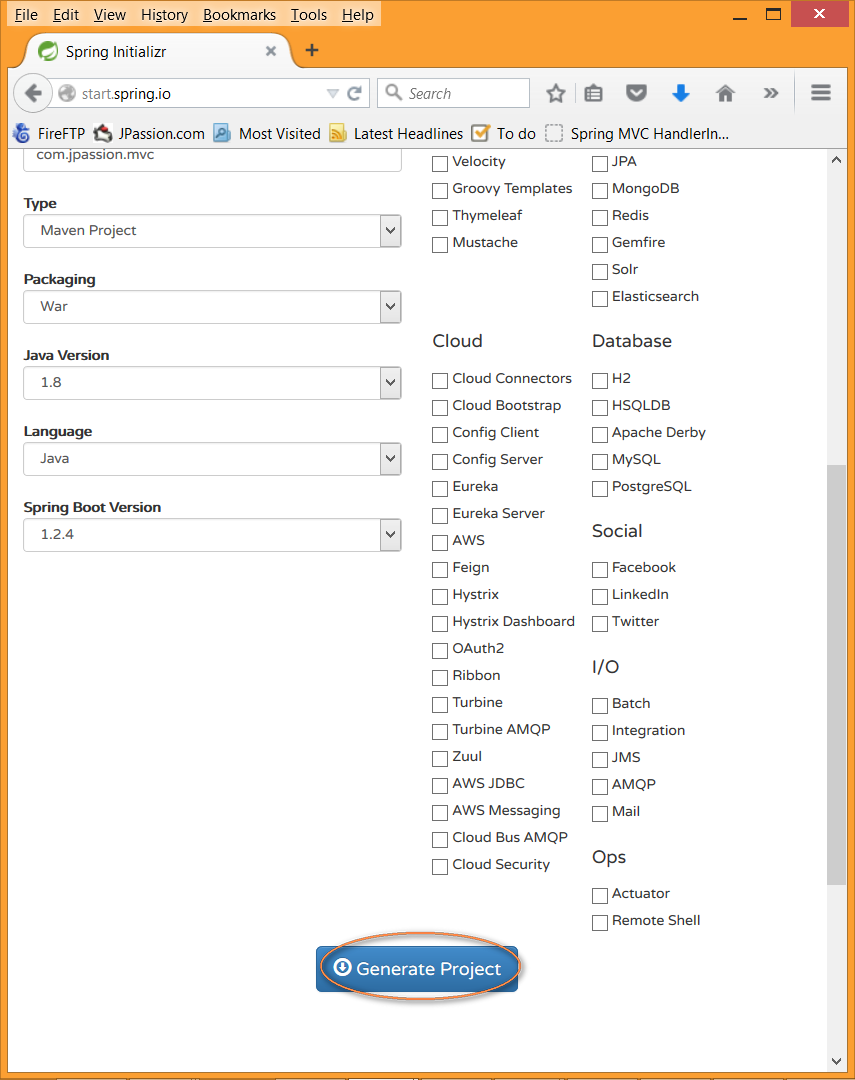 File Edit View History Bookmarks Tools Help
Spring Initializr
start.spring.io
Search
FireFTP JPassion.com Most Visited Latest Headlines To do Spring MVC HandlerIn...
com.jpassion.mvc
Type
Maven Project
Packaging
War
Java Version
1.8
Language
Java
Spring Boot Version
1.2.4
Velocity
Groovy Templates
Thymeleaf
Mustache
Cloud
Cloud Connectors
Cloud Bootstrap
Config Client
Config Server
Eureka
Eureka Server
AWS
Feign
Hystrix
Hystrix Dashboard
OAuth2
Ribbon
Turbine
Turbine AMQP
Zuul
AWS JDBC
AWS Messaging
Cloud Bus AMQP
Cloud Security
JPA
MongoDB
Redis
Gemfire
Solr
Elasticsearch
Database
H2
HSQLDB
Apache Derby
MySQL
PostgreSQL
Social
Facebook
LinkedIn
Twitter
I/O
Batch
Integration
JMS
AMQP
Mail
Ops
Actuator
Remote Shell
Generate Project